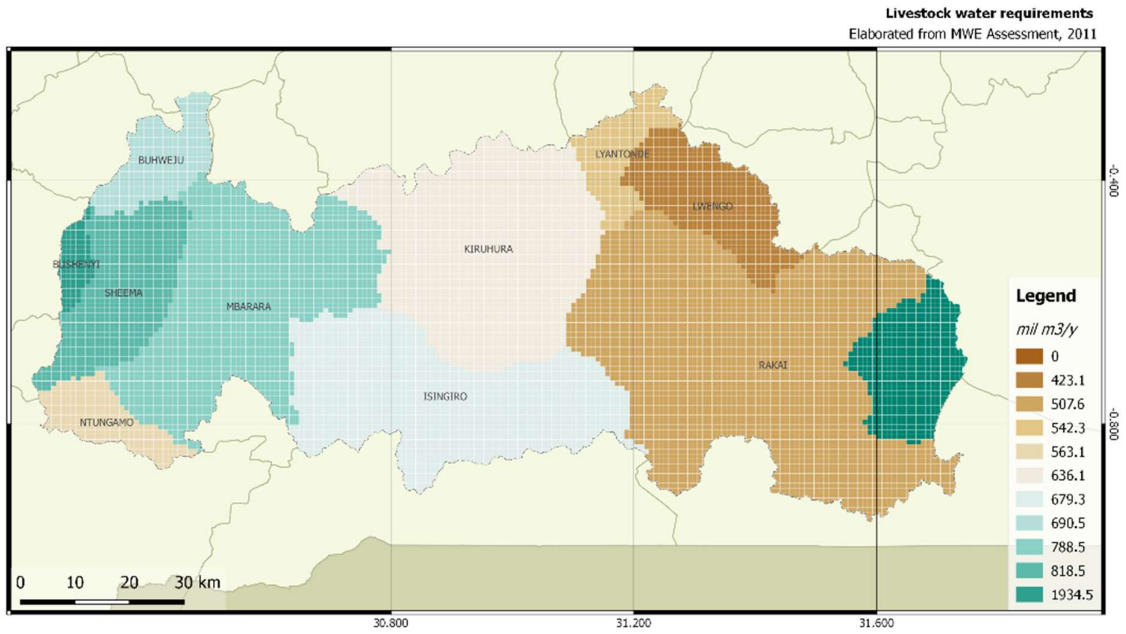 Livestock water requirements
Elaborated from MWE Assessment, 2011
BUHWEJU
LYANTONDE
LWENGO
KIRUHURA
BUSHENYI
SHEEMA
MBARARA
RAKAI
ISINGIRO
NTUNGAMO
-0.400
-0.800
Legend
mil m3/y
0
423.1
507.6
542.3
563.1
636.1
679.3
690.5
788.5
818.5
1934.5
0 10 20 30 km
30.800 31.200 31.600